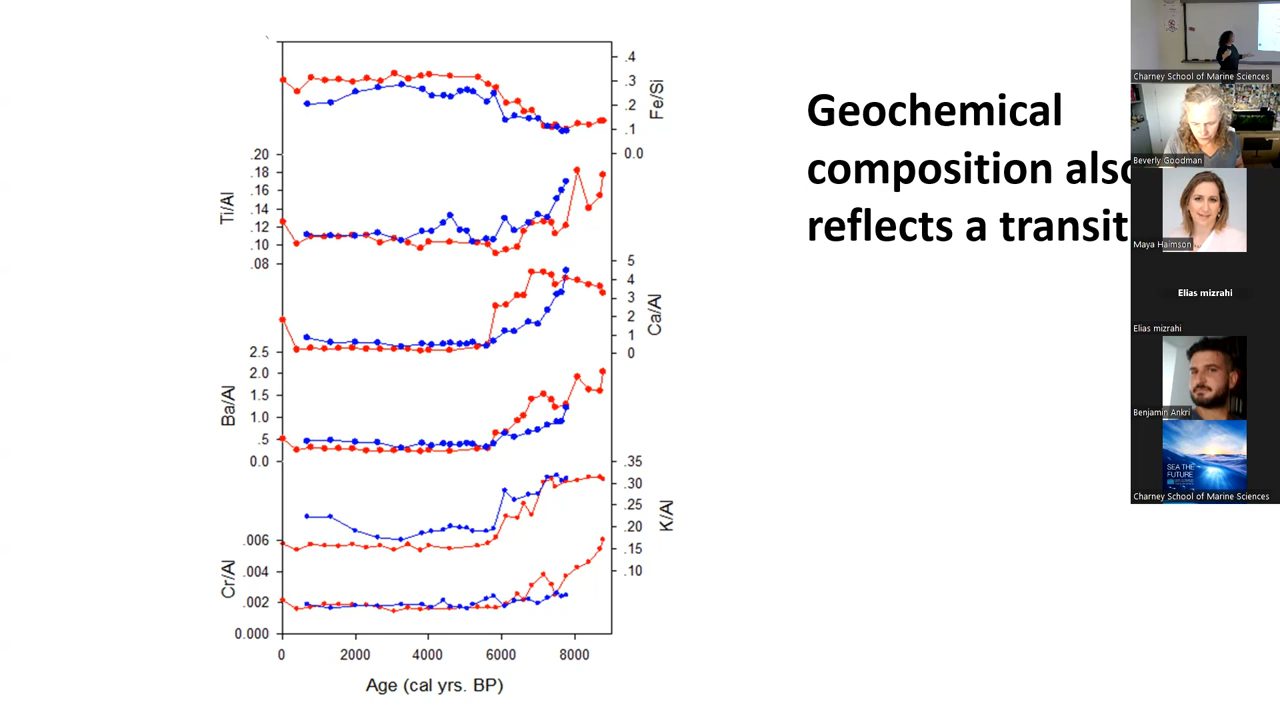 Geochemical
composition also
reflects a transit
Fe/Si
.4
.3
.2
.1
0.0
Ti/Al
.20
.18
.16
.14
.12
.10
.08
Ca/Al
5
4
3
2
1
0
Ba/Al
2.5
2.0
1.5
1.0
.5
0.0
K/Al
.35
.30
.25
.20
.15
.10
Cr/Al
.006
.004
.002
0.000
0 2000 4000 6000 8000
Age (cal yrs. BP)
Charney School of Marine Sciences
Beverly Goodman
Maya Haimson
Elias mizrahi
Elias mizrahi
Benjamin Ankri
SEA THE
FUTURE
Charney School of Marine Sciences